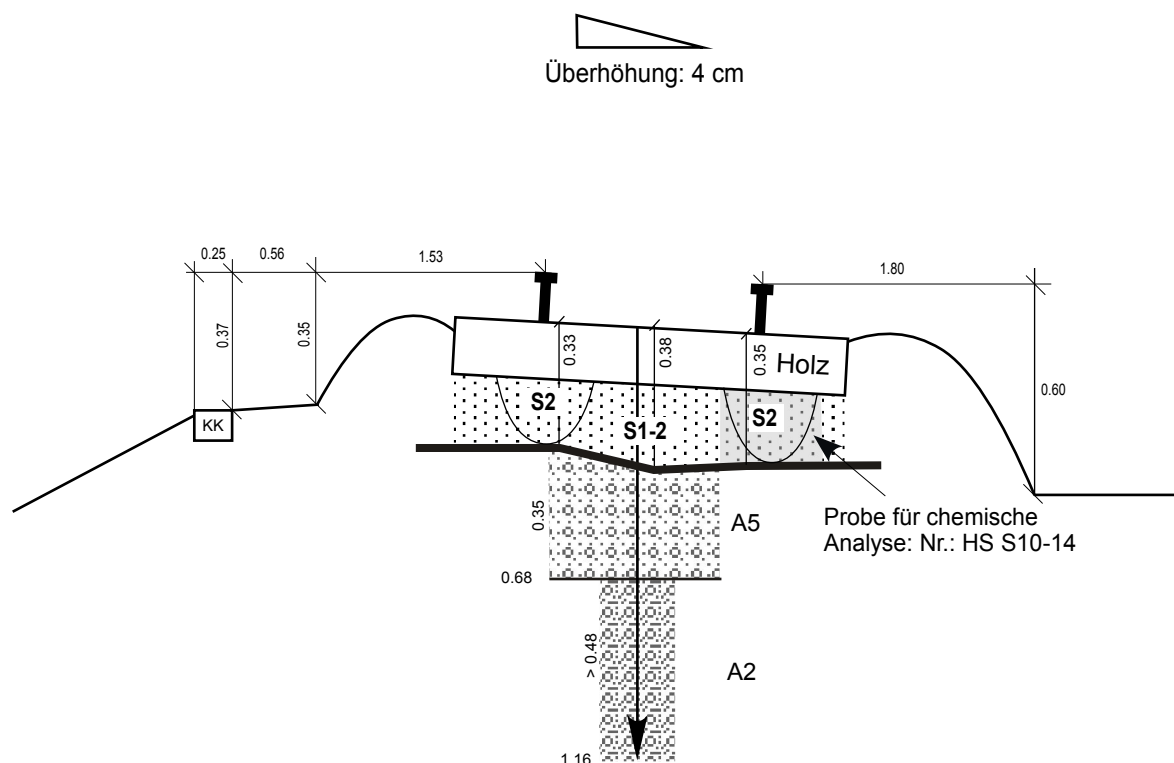 Überhöhung: 4 cm
0.25
0.56
1.53
1.80
0.37
0.35
0.33
0.38
0.35
Holz
0.60
KK
S2
S1-2
S2
0.35
A5
Probe für chemische
Analyse: Nr.: HS S10-14
0.68
> 0.48
A2
1.16